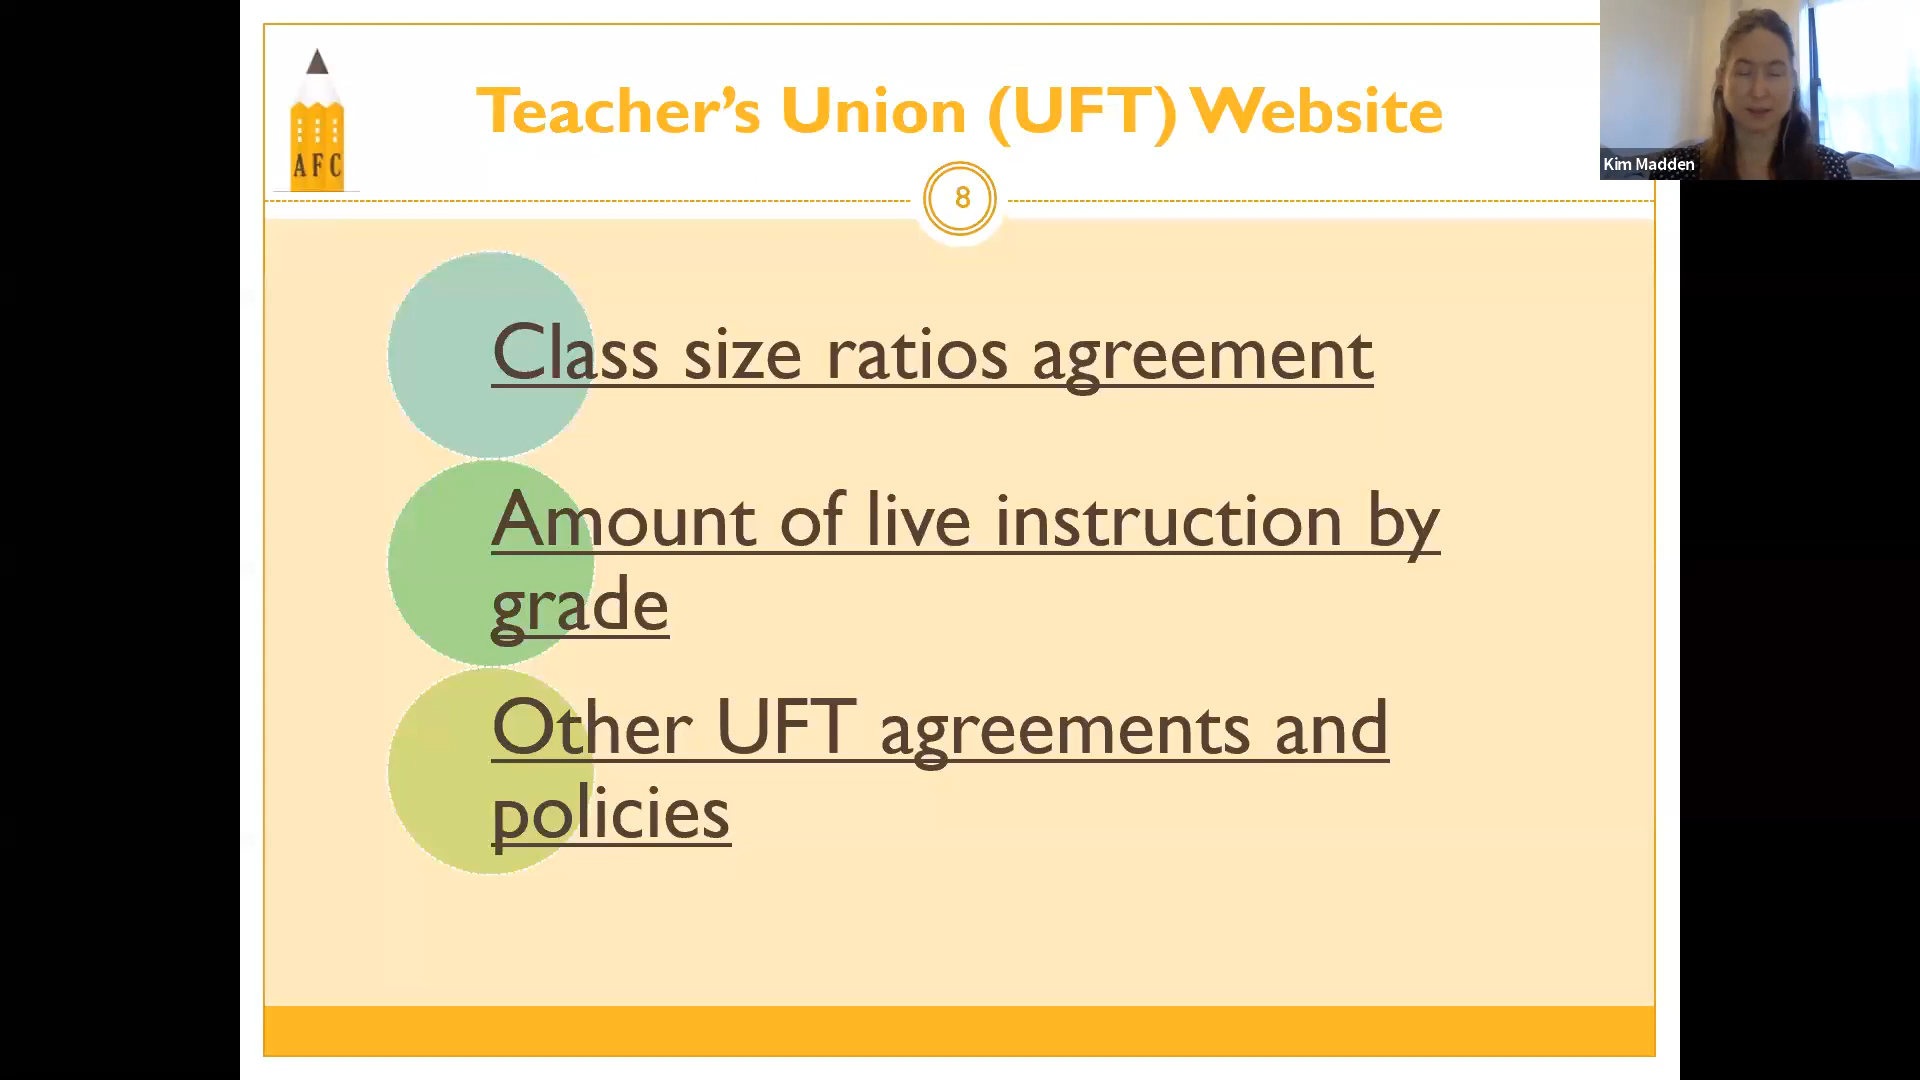 AFC
Teacher’s Union (UFT) Website
Kim Madden
8
Class size ratios agreement
Amount of live instruction by
grade
Other UFT agreements and
policies